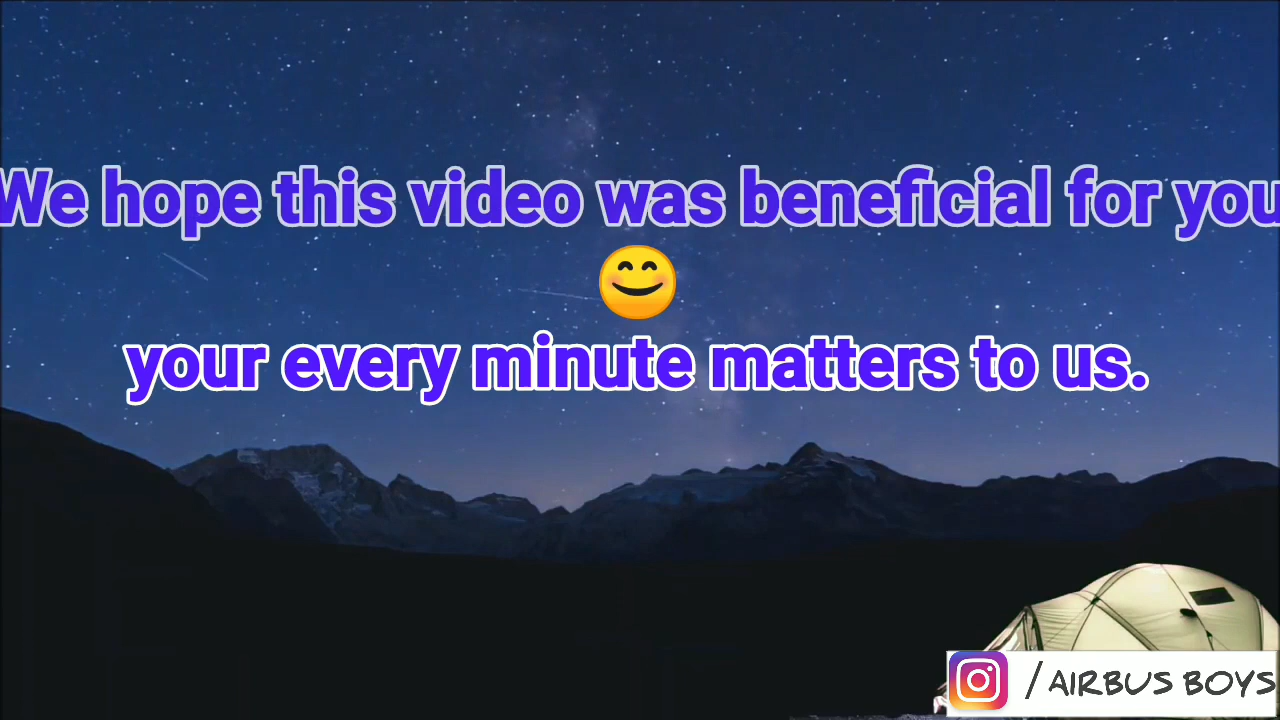 We hope this video was beneficial for you
😊
your every minute matters to us.
/AIRBUS BOYS